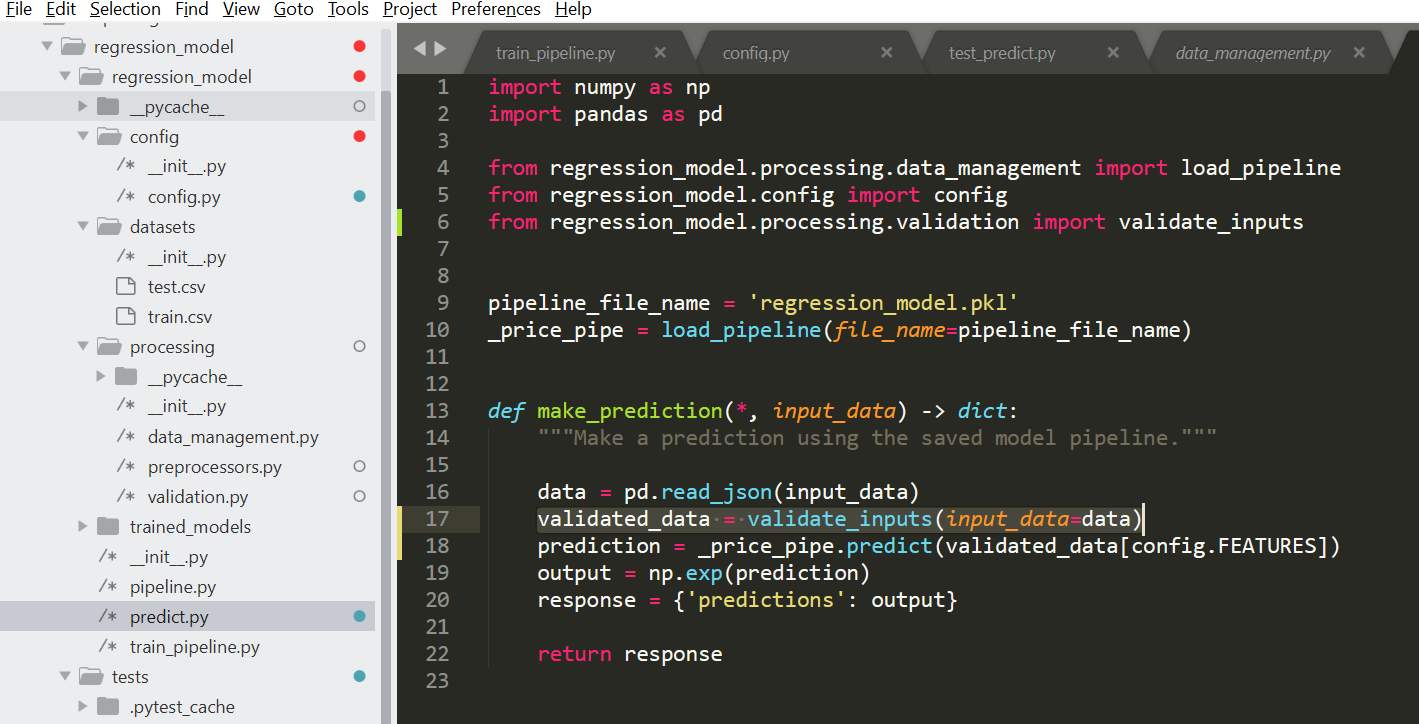 File Edit Selection Find View Goto Tools Project Preferences Help
regression_model
regression_model
__pycache__
config
/* __init__.py
/* config.py
datasets
/* __init__.py
test.csv
train.csv
processing
__pycache__
/* __init__.py
/* data_management.py
/* preprocessors.py
/* validation.py
trained_models
/* __init__.py
/* pipeline.py
/* predict.py
/* train_pipeline.py
tests
.pytest_cache
train_pipeline.py × config.py × test_predict.py × data_management.py ×
1 import numpy as np
2 import pandas as pd
3
4 from regression_model.processing.data_management import load_pipeline
5 from regression_model.config import config
6 from regression_model.processing.validation import validate_inputs
7
8
9 pipeline_file_name = 'regression_model.pkl'
10 _price_pipe = load_pipeline(file_name=pipeline_file_name)
11
12
13 def make_prediction(*, input_data) -> dict:
14     """Make a prediction using the saved model pipeline."""
15
16     data = pd.read_json(input_data)
17     validated_data = validate_inputs(input_data=data)
18     prediction = _price_pipe.predict(validated_data[config.FEATURES])
19     output = np.exp(prediction)
20     response = {'predictions': output}
21
22     return response
23